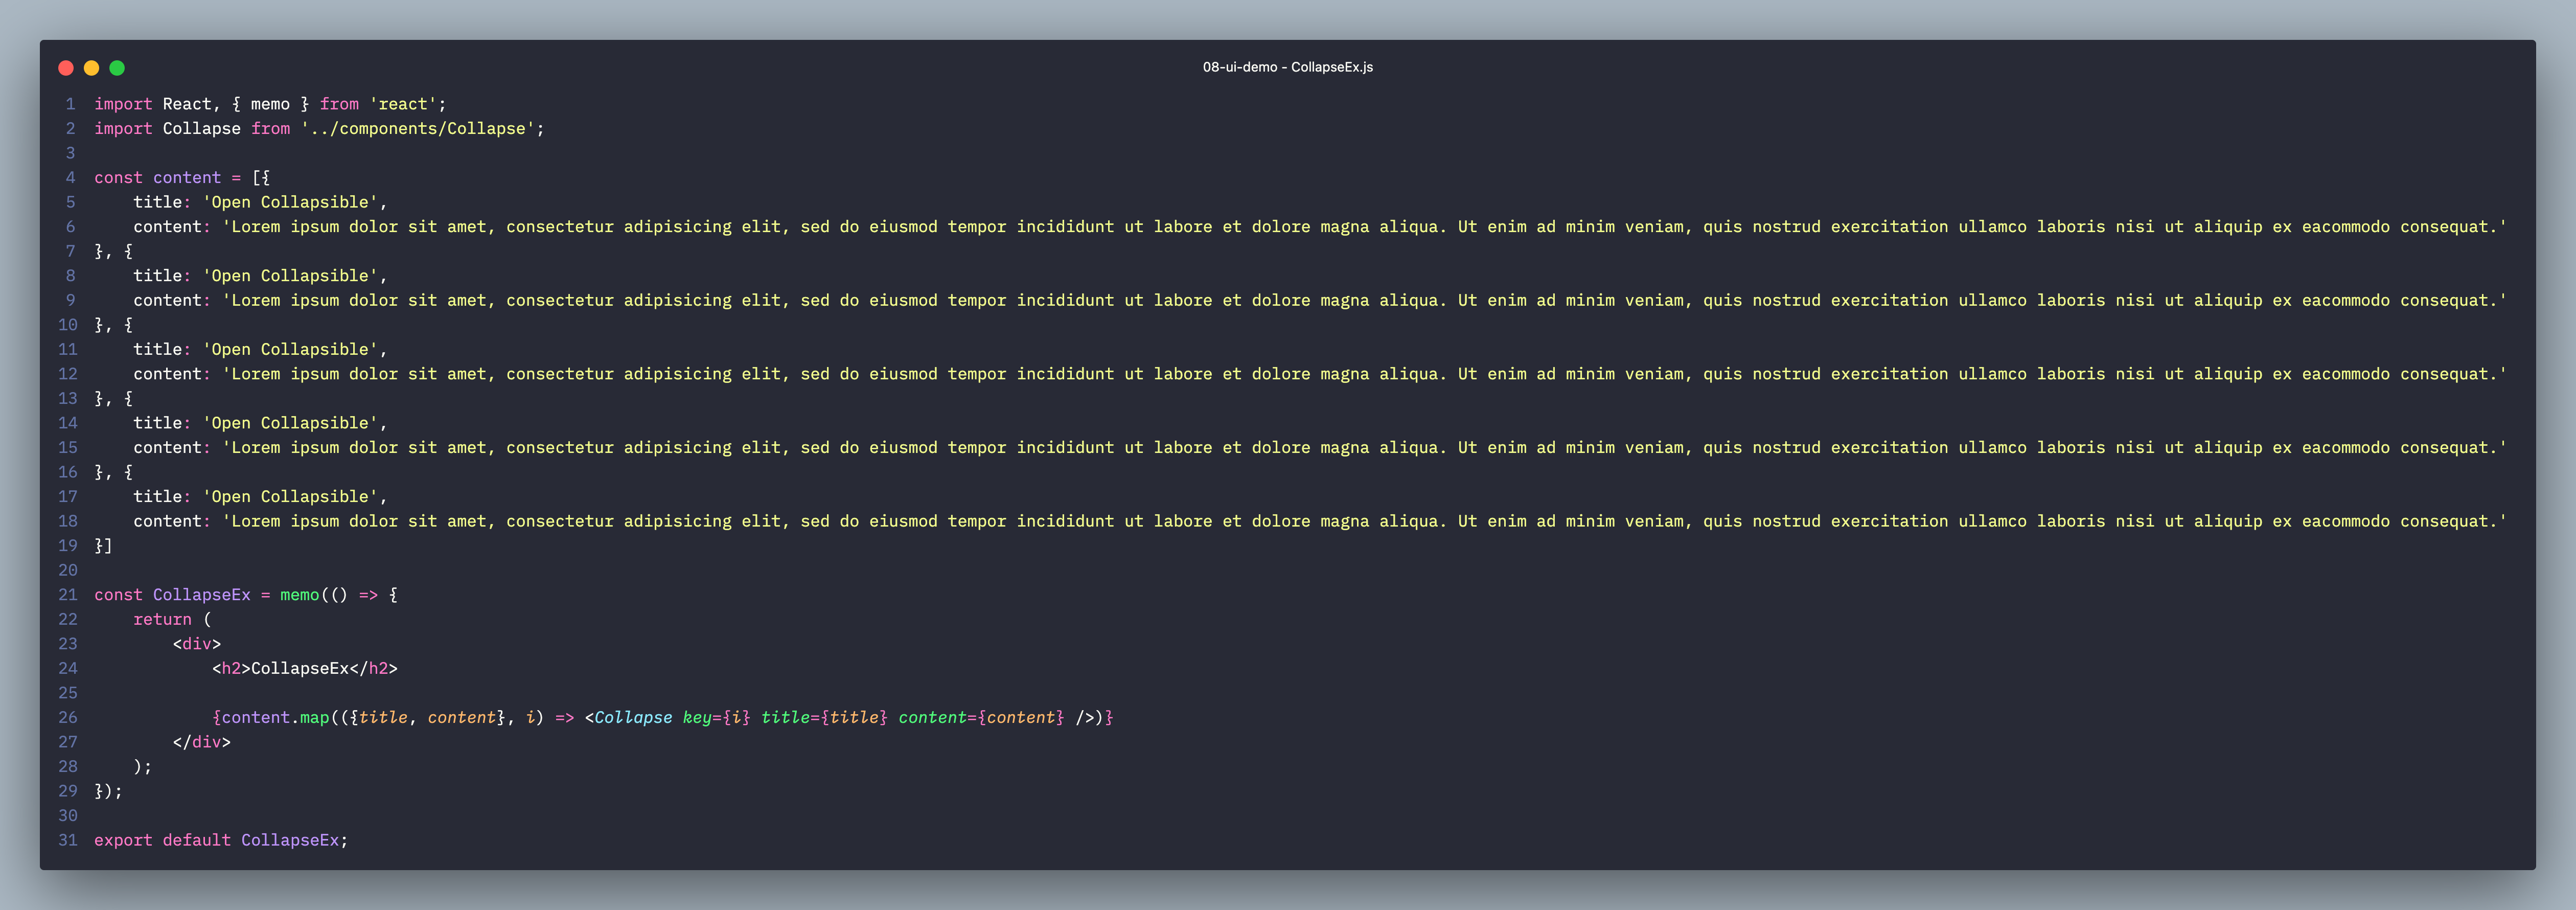 08-ui-demo - CollapseEx.js
1 import React, { memo } from 'react';
2 import Collapse from '../components/Collapse';
3
4 const content = [{
5     title: 'Open Collapsible',
6     content: 'Lorem ipsum dolor sit amet, consectetur adipisicing elit, sed do eiusmod tempor incididunt ut labore et dolore magna aliqua. Ut enim ad minim veniam, quis nostrud exercitation ullamco laboris nisi ut aliquip ex eacommodo consequat.'
7 }, {
8     title: 'Open Collapsible',
9     content: 'Lorem ipsum dolor sit amet, consectetur adipisicing elit, sed do eiusmod tempor incididunt ut labore et dolore magna aliqua. Ut enim ad minim veniam, quis nostrud exercitation ullamco laboris nisi ut aliquip ex eacommodo consequat.'
10 }, {
11     title: 'Open Collapsible',
12     content: 'Lorem ipsum dolor sit amet, consectetur adipisicing elit, sed do eiusmod tempor incididunt ut labore et dolore magna aliqua. Ut enim ad minim veniam, quis nostrud exercitation ullamco laboris nisi ut aliquip ex eacommodo consequat.'
13 }, {
14     title: 'Open Collapsible',
15     content: 'Lorem ipsum dolor sit amet, consectetur adipisicing elit, sed do eiusmod tempor incididunt ut labore et dolore magna aliqua. Ut enim ad minim veniam, quis nostrud exercitation ullamco laboris nisi ut aliquip ex eacommodo consequat.'
16 }, {
17     title: 'Open Collapsible',
18     content: 'Lorem ipsum dolor sit amet, consectetur adipisicing elit, sed do eiusmod tempor incididunt ut labore et dolore magna aliqua. Ut enim ad minim veniam, quis nostrud exercitation ullamco laboris nisi ut aliquip ex eacommodo consequat.'
19 }]
20
21 const CollapseEx = memo(() => {
22     return (
23         <div>
24             <h2>CollapseEx</h2>
25
26             {content.map(({title, content}, i) => <Collapse key={i} title={title} content={content} />)}
27         </div>
28     );
29 });
30
31 export default CollapseEx;